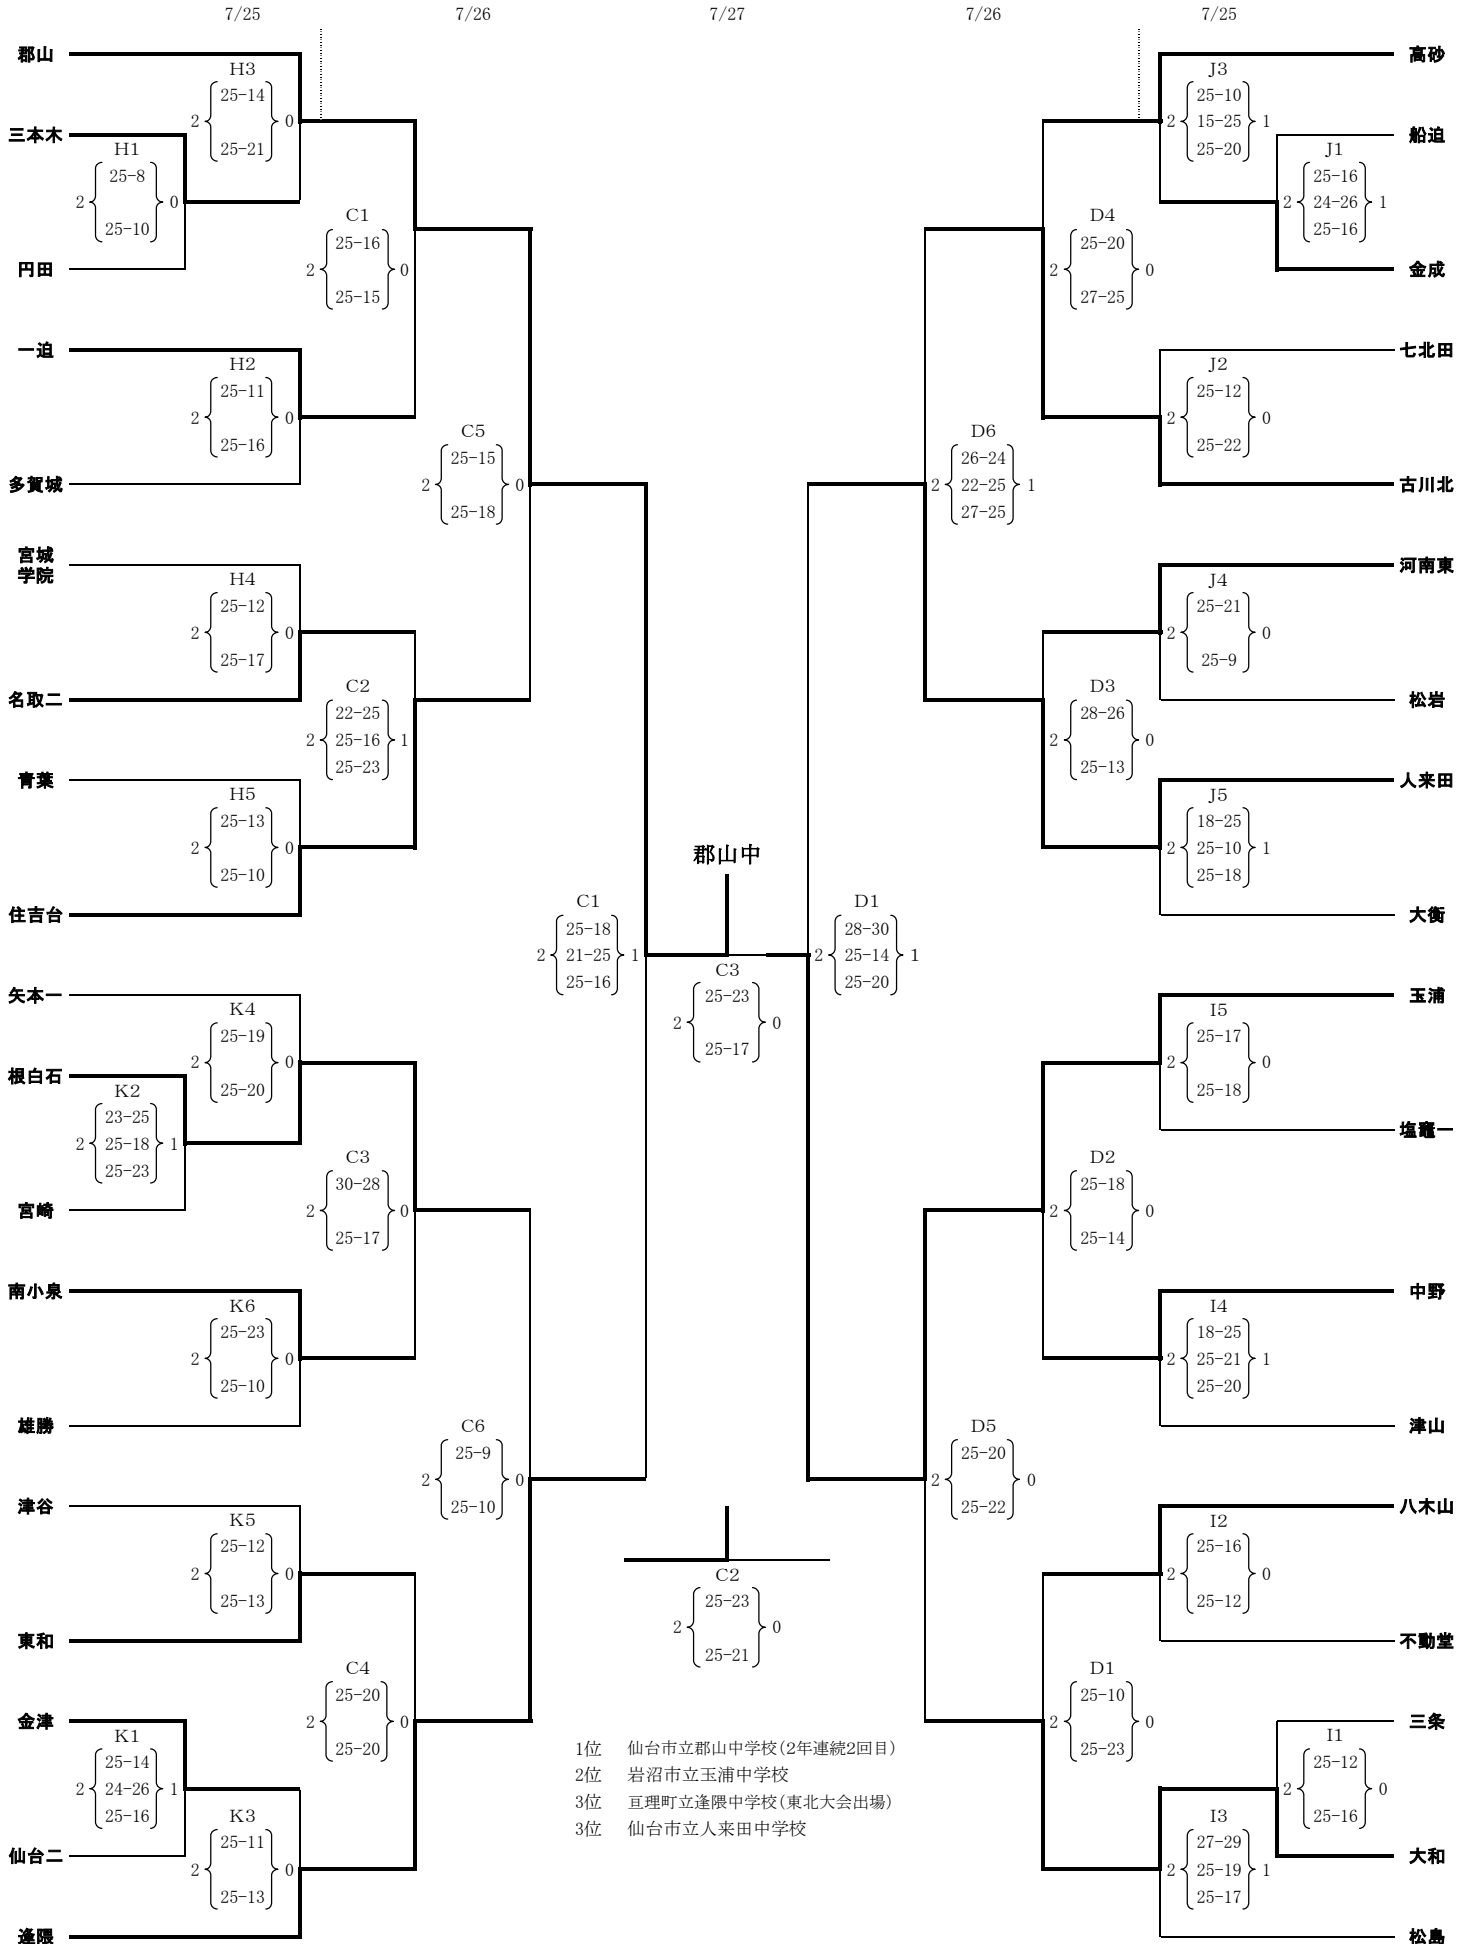 7/25 7/26 7/27 7/26 7/25
郡山
H3
25-14
2 0
25-21
三本木
H1
25-8
2 0
25-10
円田
C1
25-16
2 0
25-15
一迫
H2
25-11
2 0
25-16
多賀城
C5
25-15
2 0
25-18
宮城
学院
H4
25-12
2 0
25-17
名取二
C2
22-25
2 25-16 1
25-23
青葉
H5
25-13
2 0
25-10
住吉台
C1
25-18
2 21-25 1
25-16
矢本一
K4
25-19
2 0
25-20
根白石
K2
23-25
2 25-18 1
25-23
宮崎
C3
30-28
2 0
25-17
南小泉
K6
25-23
2 0
25-10
雄勝
C6
25-9
2 0
25-10
津谷
K5
25-12
2 0
25-13
東和
C4
25-20
2 0
25-20
金津
K1
25-14
2 24-26 1
25-16
仙台二
K3
25-11
2 0
25-13
逢隈
郡山中
C3
25-23
2 0
25-17
C2
25-23
2 0
25-21
1位 仙台市立郡山中学校(2年連続2回目)
2位 岩沼市立玉浦中学校
3位 亘理町立逢隈中学校(東北大会出場)
3位 仙台市立人来田中学校
高砂
J3
25-10
2 15-25 1
25-20
船迫
J1
25-16
2 24-26 1
25-16
金成
D4
25-20
2 0
27-25
七北田
J2
25-12
2 0
25-22
古川北
D6
26-24
2 22-25 1
27-25
河南東
J4
25-21
2 0
25-9
松岩
D3
28-26
2 0
25-13
人来田
J5
18-25
2 25-10 1
25-18
大衡
D1
28-30
2 25-14 1
25-20
玉浦
I5
25-17
2 0
25-18
塩竈一
D2
25-18
2 0
25-14
中野
I4
18-25
2 25-21 1
25-20
津山
D5
25-20
2 0
25-22
八木山
I2
25-16
2 0
25-12
不動堂
D1
25-10
2 0
25-23
三条
I1
25-12
2 0
25-16
大和
I3
27-29
2 25-19 1
25-17
松島